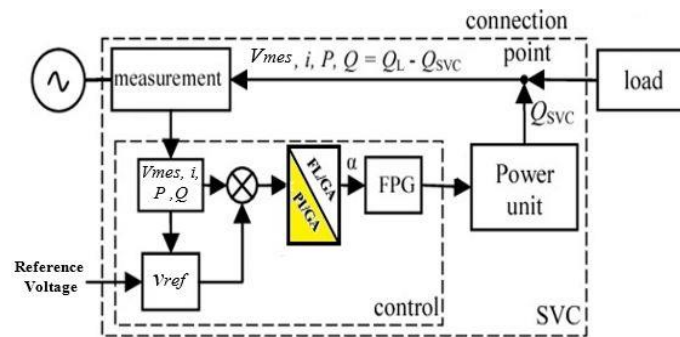 connection
point
Vmes, i, P, Q = QL - QSVC
measurement
load
QSVC
Vmes, i,
P ,Q
FL/GA
PI/GA
α
FPG
Power
unit
Reference
Voltage
vref
control
SVC